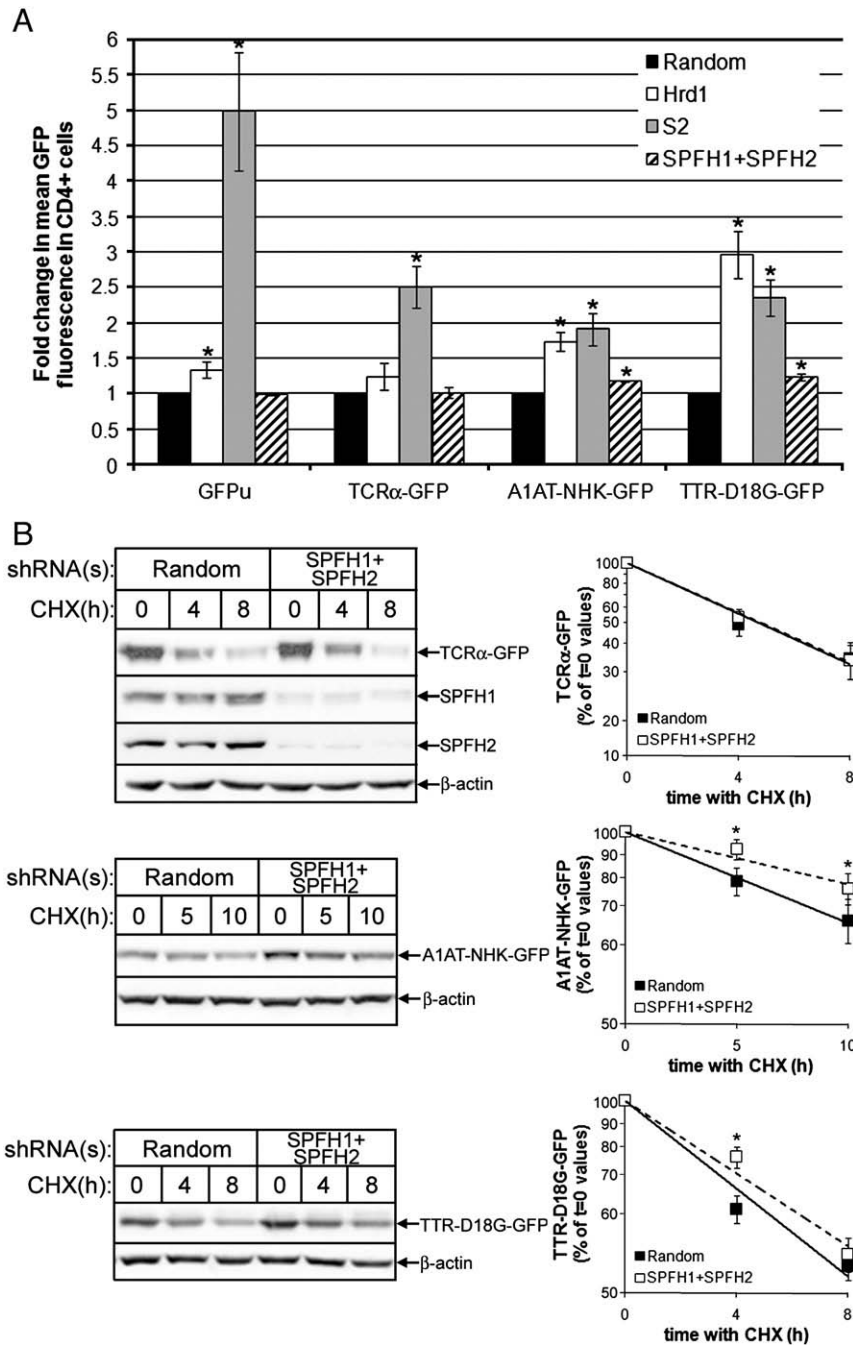 A
Fold change in mean GFP
fluorescence in CD4+ cells
6
5.5
5
4.5
4
3.5
3
2.5
2
1.5
1
0.5
0
Random
Hrd1
S2
SPFH1+SPFH2
* * * * * * * *
GFPu TCRα-GFP A1AT-NHK-GFP TTR-D18G-GFP
B
shRNA(s): Random SPFH1+
SPFH2
CHX(h): 0 4 8 0 4 8
TCRα-GFP
SPFH1
SPFH2
β-actin
TCRα-GFP
(% of t=0 values)
100
90
80
70
60
50
40
30
20
10
Random
SPFH1+SPFH2
0 4 8
time with CHX (h)
shRNA(s): Random SPFH1+
SPFH2
CHX(h): 0 5 10 0 5 10
A1AT-NHK-GFP
β-actin
A1AT-NHK-GFP
(% of t=0 values)
100
90
80
70
60
50
* *
Random
SPFH1+SPFH2
0 5 10
time with CHX (h)
shRNA(s): Random SPFH1+
SPFH2
CHX(h): 0 4 8 0 4 8
TTR-D18G-GFP
β-actin
TTR-D18G-GFP
(% of t=0 values)
100
90
80
70
60
50
*
Random
SPFH1+SPFH2
0 4 8
time with CHX (h)